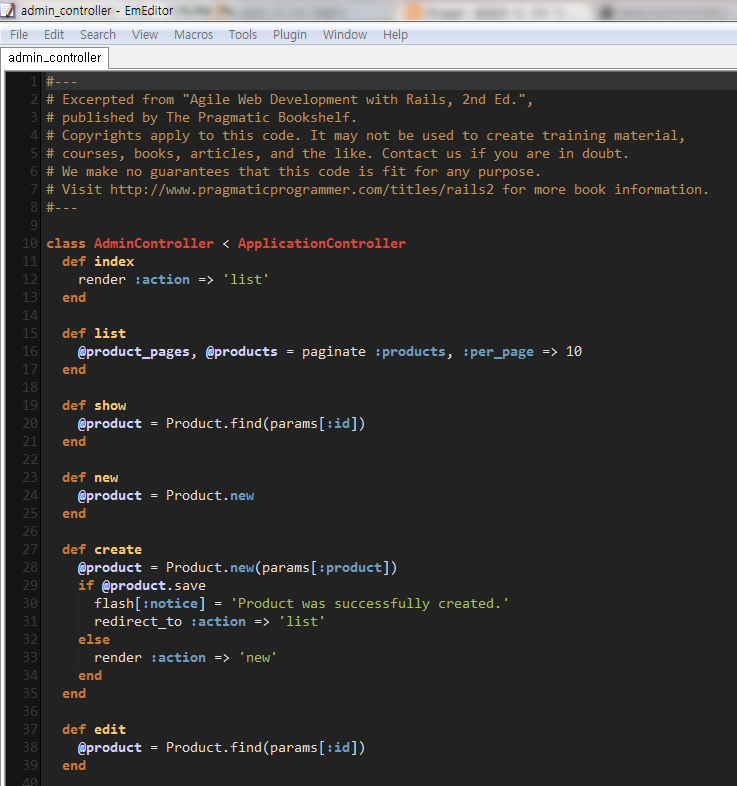 admin_controller - EmEditor
File Edit Search View Macros Tools Plugin Window Help
admin_controller
1 #---
2 # Excerpted from "Agile Web Development with Rails, 2nd Ed.",
3 # published by The Pragmatic Bookshelf.
4 # Copyrights apply to this code. It may not be used to create training material,
5 # courses, books, articles, and the like. Contact us if you are in doubt.
6 # We make no guarantees that this code is fit for any purpose.
7 # Visit http://www.pragmaticprogrammer.com/titles/rails2 for more book information.
8 #---
9
10 class AdminController < ApplicationController
11   def index
12     render :action => 'list'
13   end
14
15   def list
16     @product_pages, @products = paginate :products, :per_page => 10
17   end
18
19   def show
20     @product = Product.find(params[:id])
21   end
22
23   def new
24     @product = Product.new
25   end
26
27   def create
28     @product = Product.new(params[:product])
29     if @product.save
30       flash[:notice] = 'Product was successfully created.'
31       redirect_to :action => 'list'
32     else
33       render :action => 'new'
34     end
35   end
36
37   def edit
38     @product = Product.find(params[:id])
39   end
40